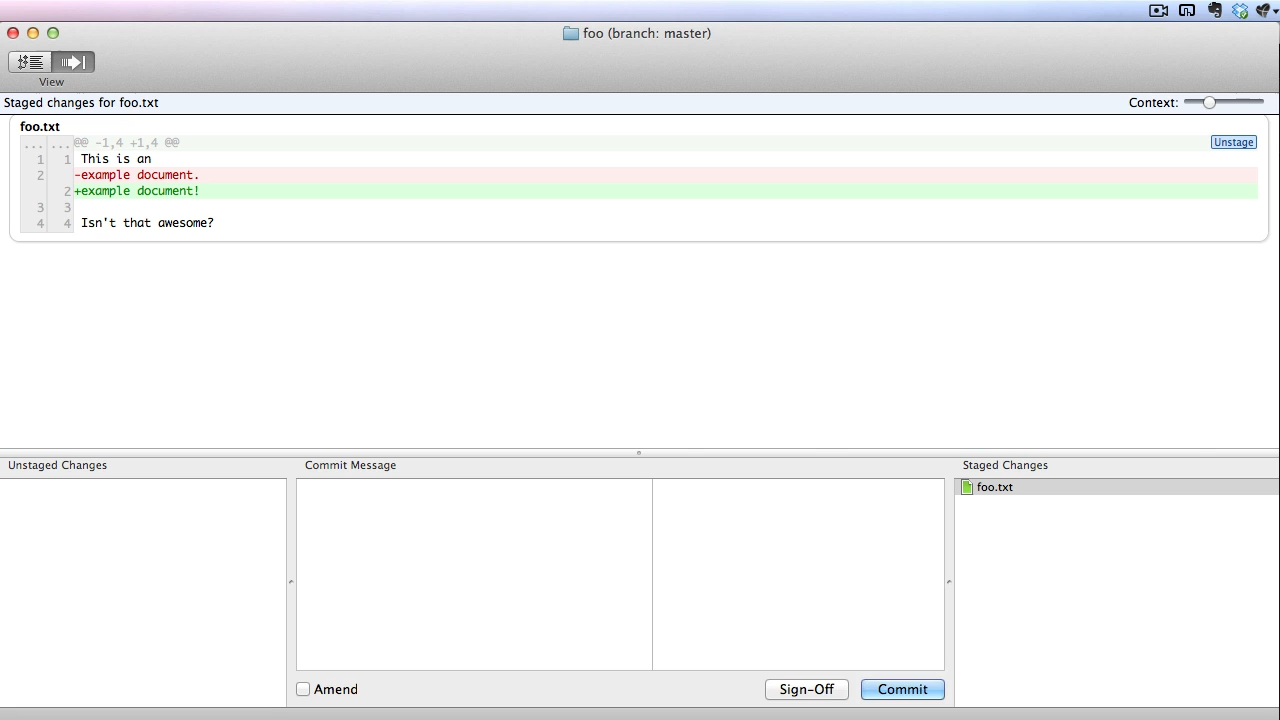 foo (branch: master)
View
Staged changes for foo.txt
Context:
foo.txt
... ... @@ -1,4 +1,4 @@
Unstage
1 1 This is an
2 -example document.
2 +example document!
3 3
4 4 Isn't that awesome?
Unstaged Changes
Commit Message
Staged Changes
foo.txt
Amend
Sign-Off
Commit